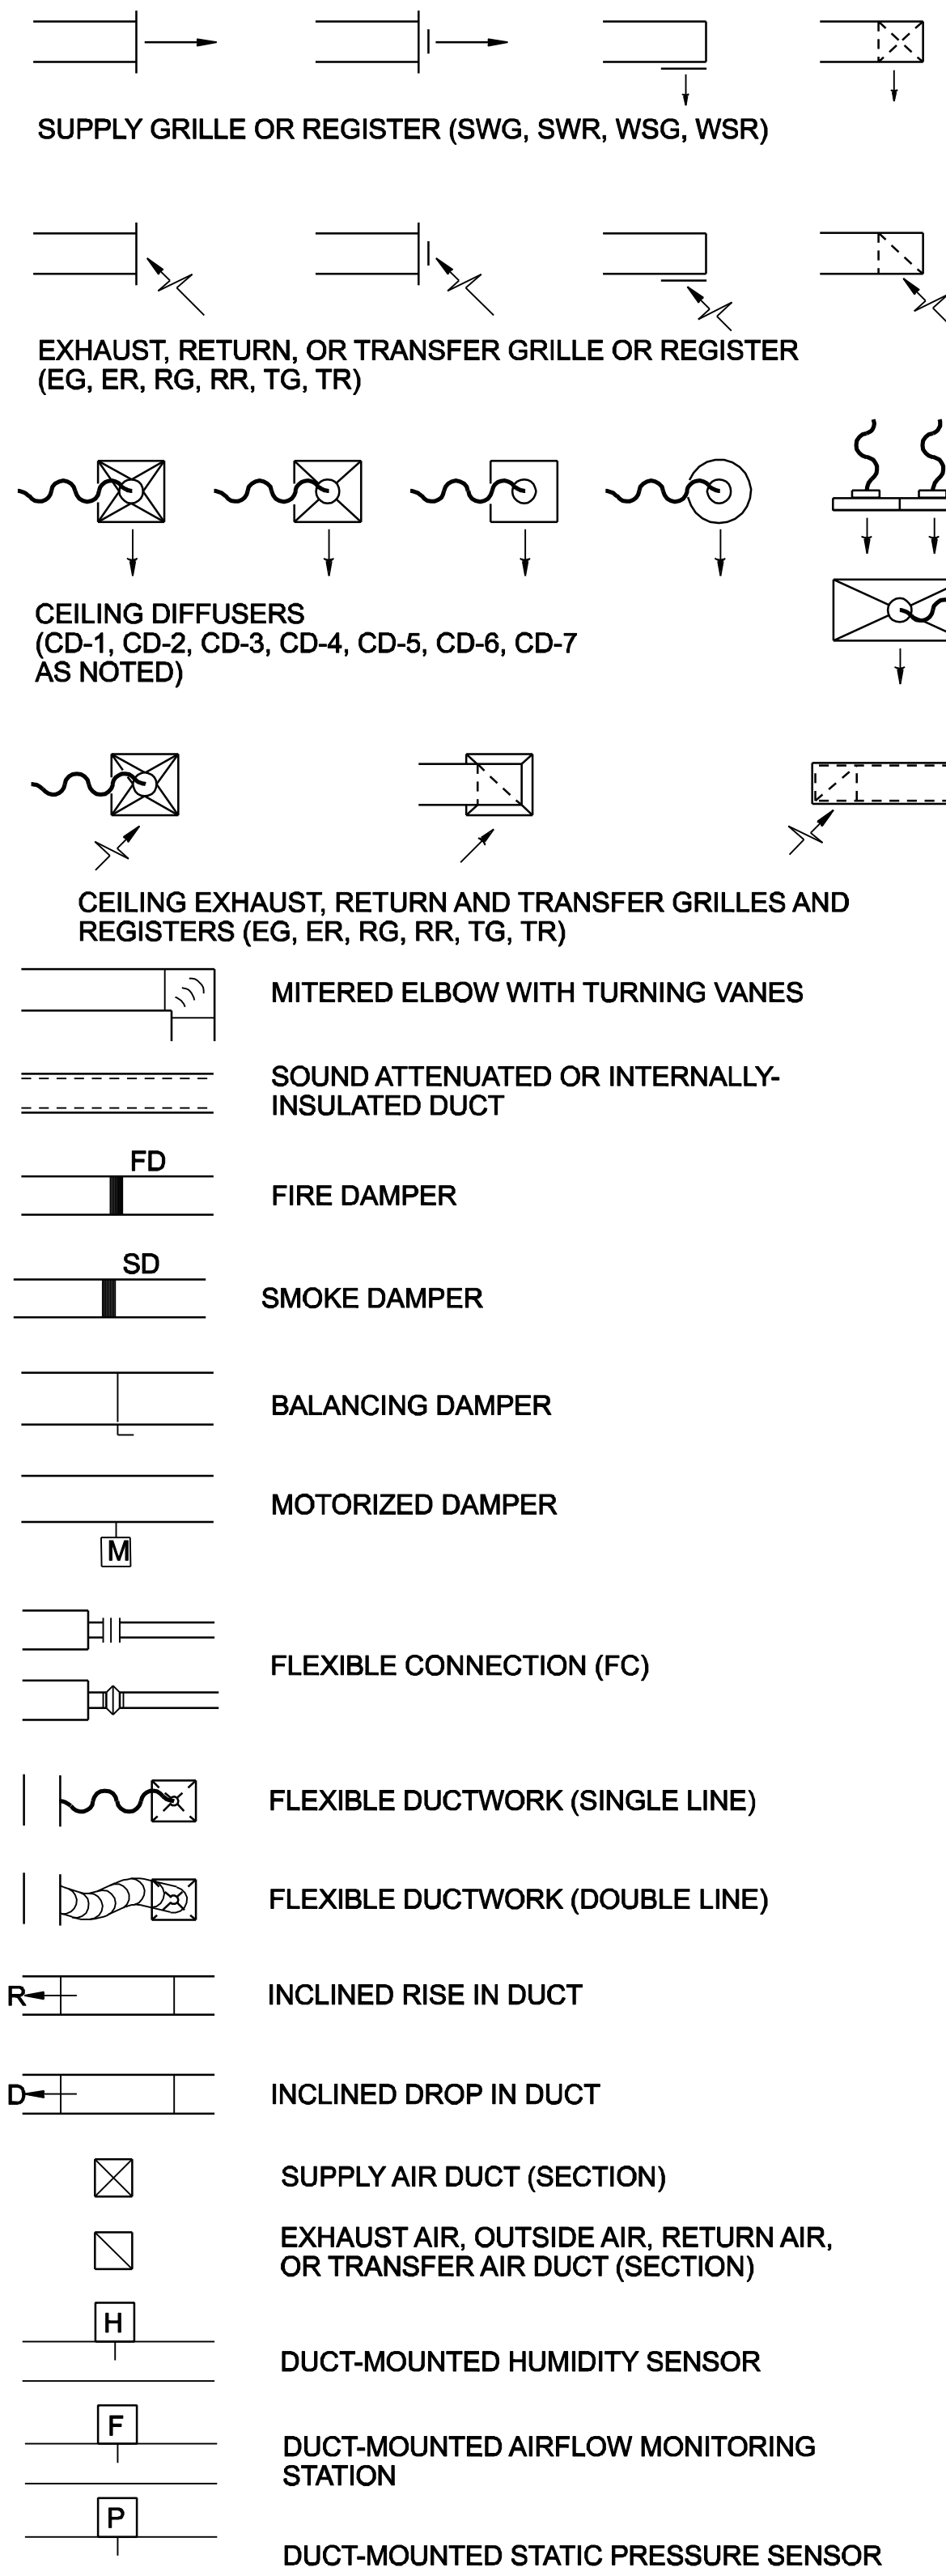 SUPPLY GRILLE OR REGISTER (SWG, SWR, WSG, WSR)
EXHAUST, RETURN, OR TRANSFER GRILLE OR REGISTER
(EG, ER, RG, RR, TG, TR)
CEILING DIFFUSERS
(CD-1, CD-2, CD-3, CD-4, CD-5, CD-6, CD-7
AS NOTED)
CEILING EXHAUST, RETURN AND TRANSFER GRILLES AND
REGISTERS (EG, ER, RG, RR, TG, TR)
MITERED ELBOW WITH TURNING VANES
SOUND ATTENUATED OR INTERNALLY-
INSULATED DUCT
FD
FIRE DAMPER
SD
SMOKE DAMPER
BALANCING DAMPER
MOTORIZED DAMPER
M
FLEXIBLE CONNECTION (FC)
FLEXIBLE DUCTWORK (SINGLE LINE)
FLEXIBLE DUCTWORK (DOUBLE LINE)
R
INCLINED RISE IN DUCT
D
INCLINED DROP IN DUCT
SUPPLY AIR DUCT (SECTION)
EXHAUST AIR, OUTSIDE AIR, RETURN AIR,
OR TRANSFER AIR DUCT (SECTION)
H
DUCT-MOUNTED HUMIDITY SENSOR
F
DUCT-MOUNTED AIRFLOW MONITORING
STATION
P
DUCT-MOUNTED STATIC PRESSURE SENSOR